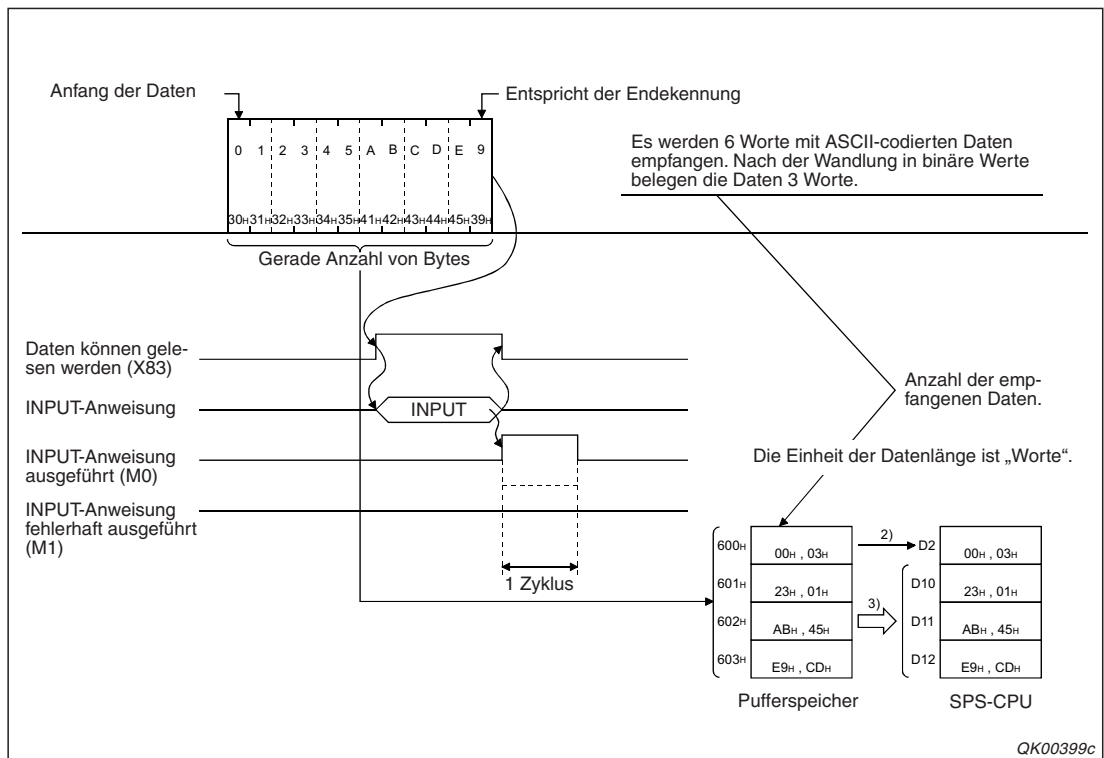 Anfang der Daten
Entspricht der Endekennung
0 1 2 3 4 5 A B C D E 9
30H 31H 32H 33H 34H 35H 41H 42H 43H 44H 45H 39H
Gerade Anzahl von Bytes
Es werden 6 Worte mit ASCII-codierten Daten
empfangen. Nach der Wandlung in binäre Werte
belegen die Daten 3 Worte.
Daten können gele-
sen werden (X83)
INPUT-Anweisung
INPUT
INPUT-Anweisung
ausgeführt (M0)
INPUT-Anweisung
fehlerhaft ausgeführt
(M1)
1 Zyklus
Anzahl der emp-
fangenen Daten.
Die Einheit der Datenlänge ist „Worte“.
600H 00H , 03H 2) D2 00H , 03H
601H 23H , 01H D10 23H , 01H
3)
602H ABH , 45H D11 ABH , 45H
603H E9H , CDH D12 E9H , CDH
Pufferspeicher SPS-CPU
QK00399c